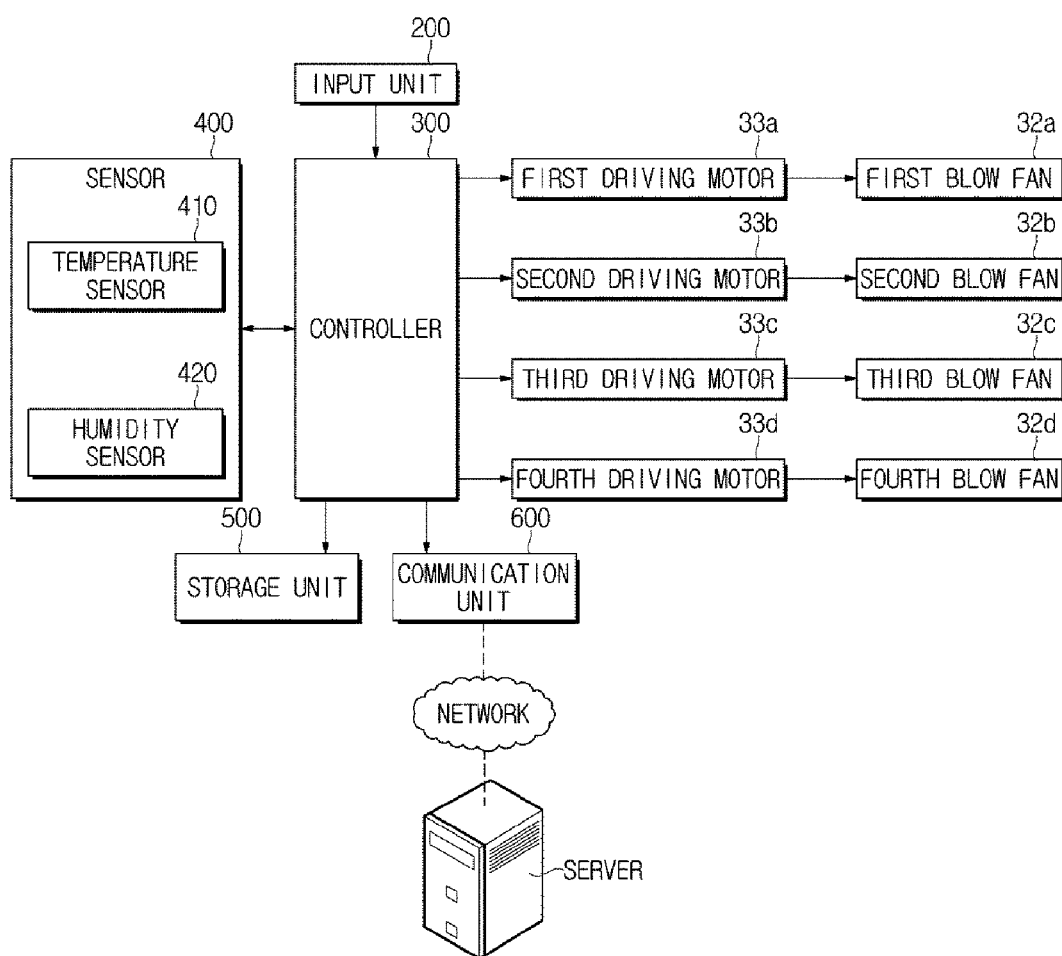 200
INPUT UNIT
400
300
33a
32a
SENSOR
FIRST DRIVING MOTOR
FIRST BLOW FAN
410
33b
32b
TEMPERATURE
SENSOR
SECOND DRIVING MOTOR
SECOND BLOW FAN
CONTROLLER
33c
32c
420
THIRD DRIVING MOTOR
THIRD BLOW FAN
HUMIDITY
SENSOR
33d
32d
FOURTH DRIVING MOTOR
FOURTH BLOW FAN
500
600
STORAGE UNIT
COMMUNICATION
UNIT
NETWORK
SERVER